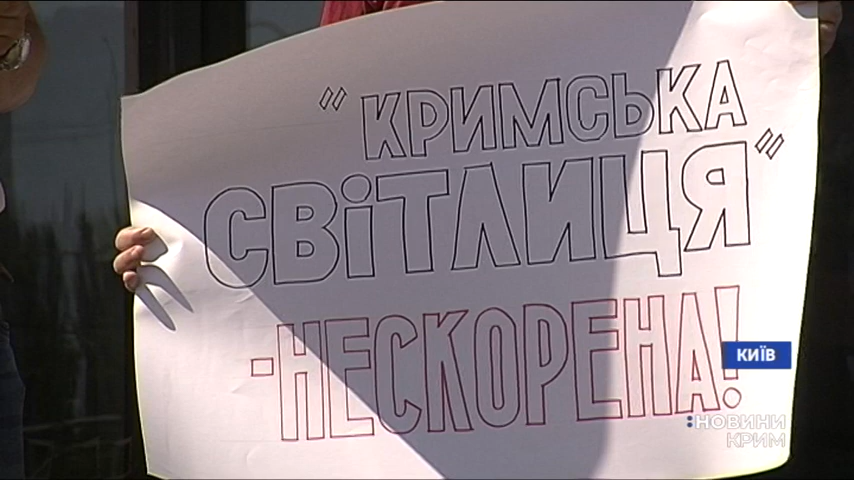 "КРИМСЬКА
СВІТЛИЦЯ"
-НЕСКОРЕНА!
КИЇВ
:НОВИНИ
КРИМ